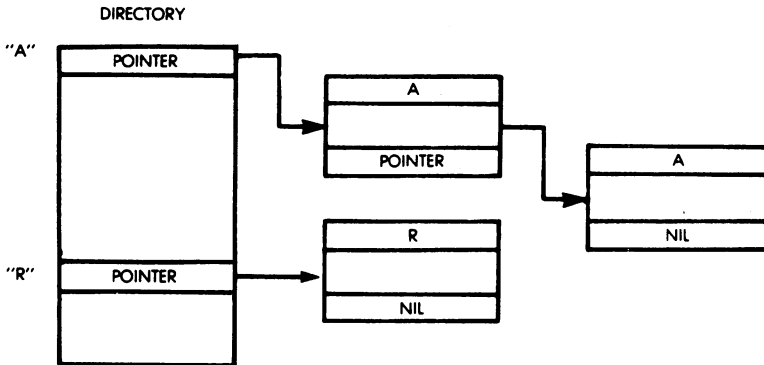 DIRECTORY
"A"
POINTER
A
POINTER
A
NIL
"R"
POINTER
R
NIL